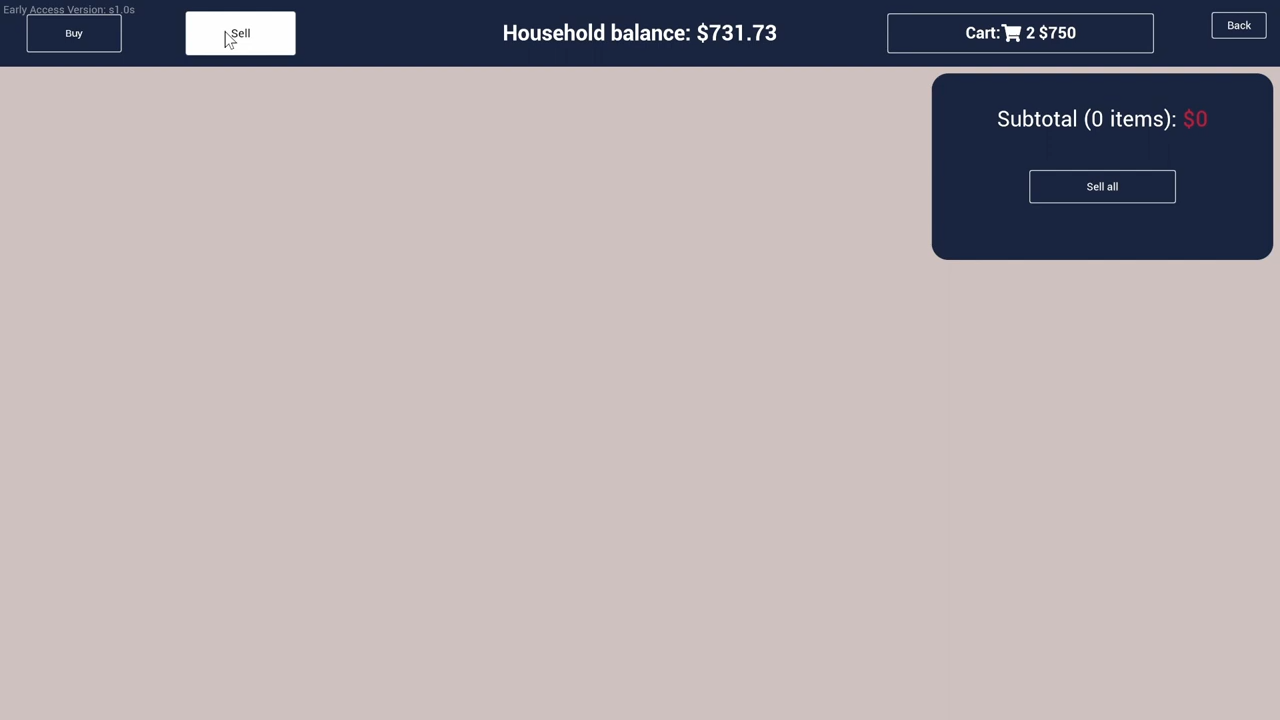 Early Access Version: s1.0s
Buy
Sell
Household balance: $731.73
Cart: 2 $750
Back
Subtotal (0 items): $0
Sell all